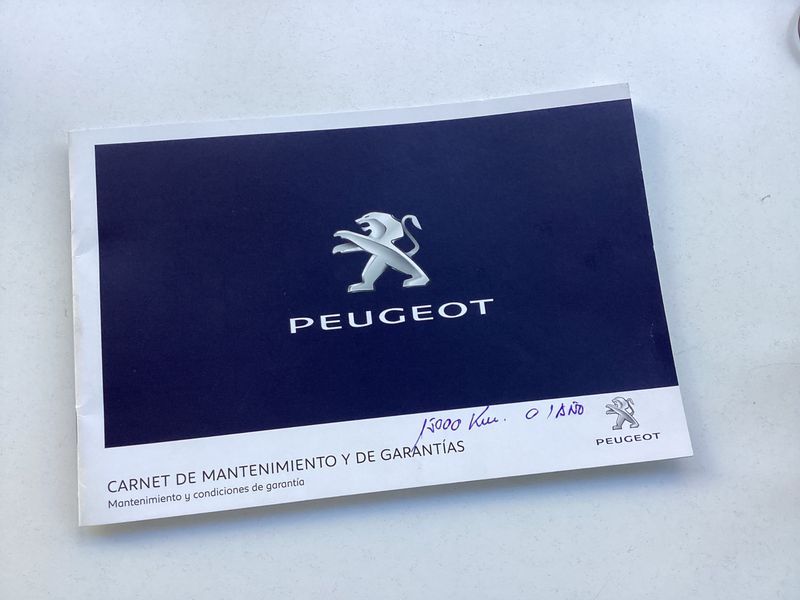 PEUGEOT
15000 Km. O 1 AÑO
PEUGEOT
CARNET DE MANTENIMIENTO Y DE GARANTÍAS
Mantenimiento y condiciones de garantía